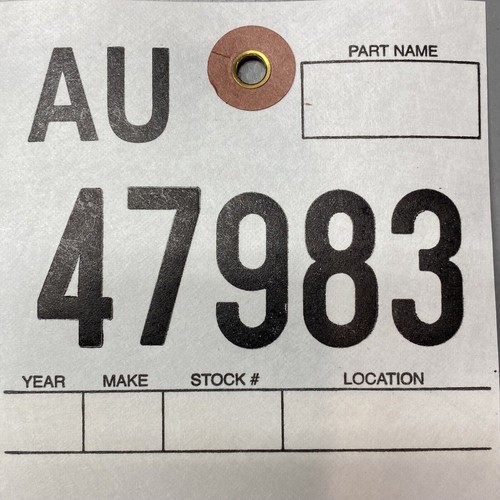 AU
PART NAME
47983
YEAR MAKE STOCK # LOCATION